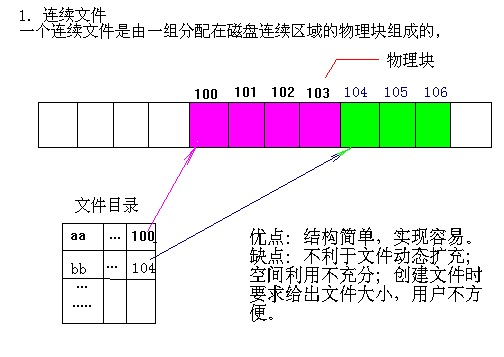 1. 连续文件
一个连续文件是由一组分配在磁盘连续区域的物理块组成的，
物理块
100 101 102 103 104 105 106
文件目录
aa … 100
bb … 104
…
.....
优点：结构简单，实现容易。
缺点：不利于文件动态扩充；
空间利用不充分；创建文件时
要求给出文件大小，用户不方
便。